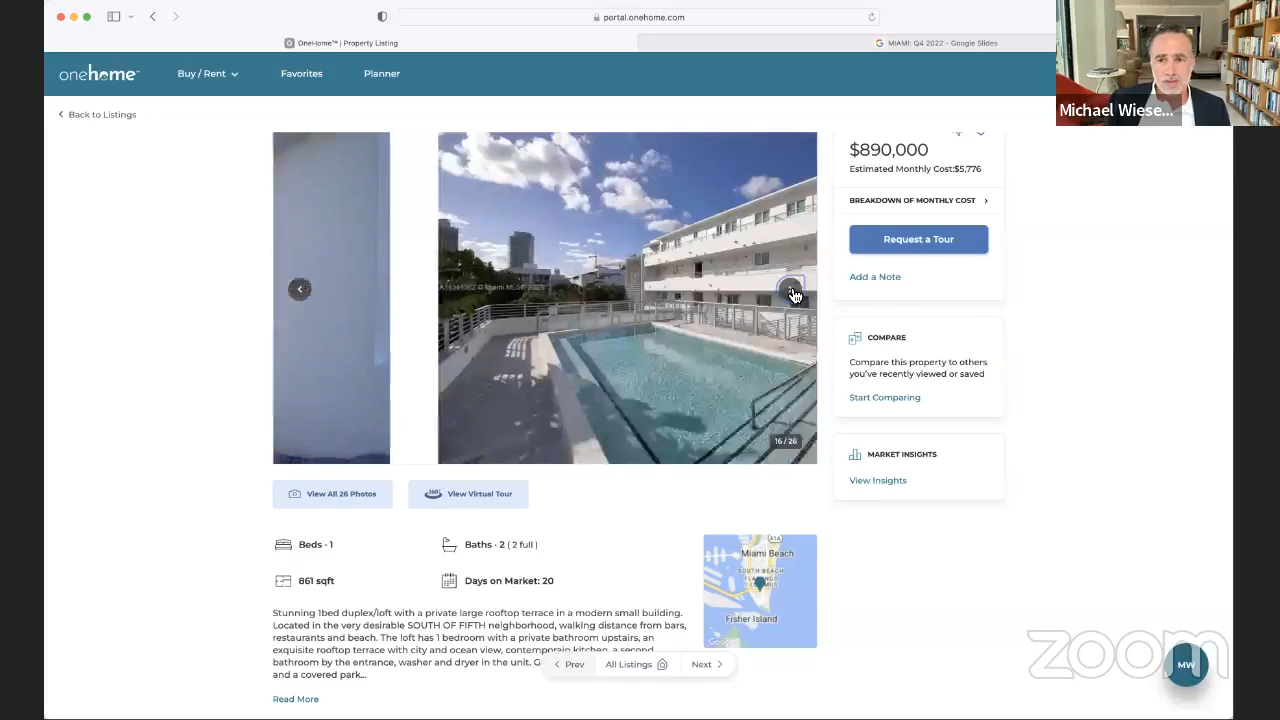 portal.onehome.com
OneHome™ | Property Listing
MIAMI: Q4 2022 - Google Slides
onehome™
Buy / Rent
Favorites
Planner
Michael Wiese...
Back to Listings
$890,000
Estimated Monthly Cost:$5,776
BREAKDOWN OF MONTHLY COST
Request a Tour
Add a Note
16 / 26
COMPARE
Compare this property to others
you've recently viewed or saved
Start Comparing
MARKET INSIGHTS
View Insights
View All 26 Photos
360°
View Virtual Tour
Beds · 1
Baths · 2 ( 2 full )
861 sqft
Days on Market: 20
A1A
Miami Beach
SOUTH BEACH
Fisher Island
Google
Stunning 1bed duplex/loft with a private large rooftop terrace in a modern small building.
Located in the very desirable SOUTH OF FIFTH neighborhood, walking distance from bars,
restaurants and beach. The loft has 1 bedroom with a private bathroom upstairs, an
exquisite rooftop terrace with city and ocean view, contemporain kitchen, a second
bathroom by the entrance, washer and dryer in the unit.
and a covered park...
Prev
All Listings
Next
Read More
zoom
MW